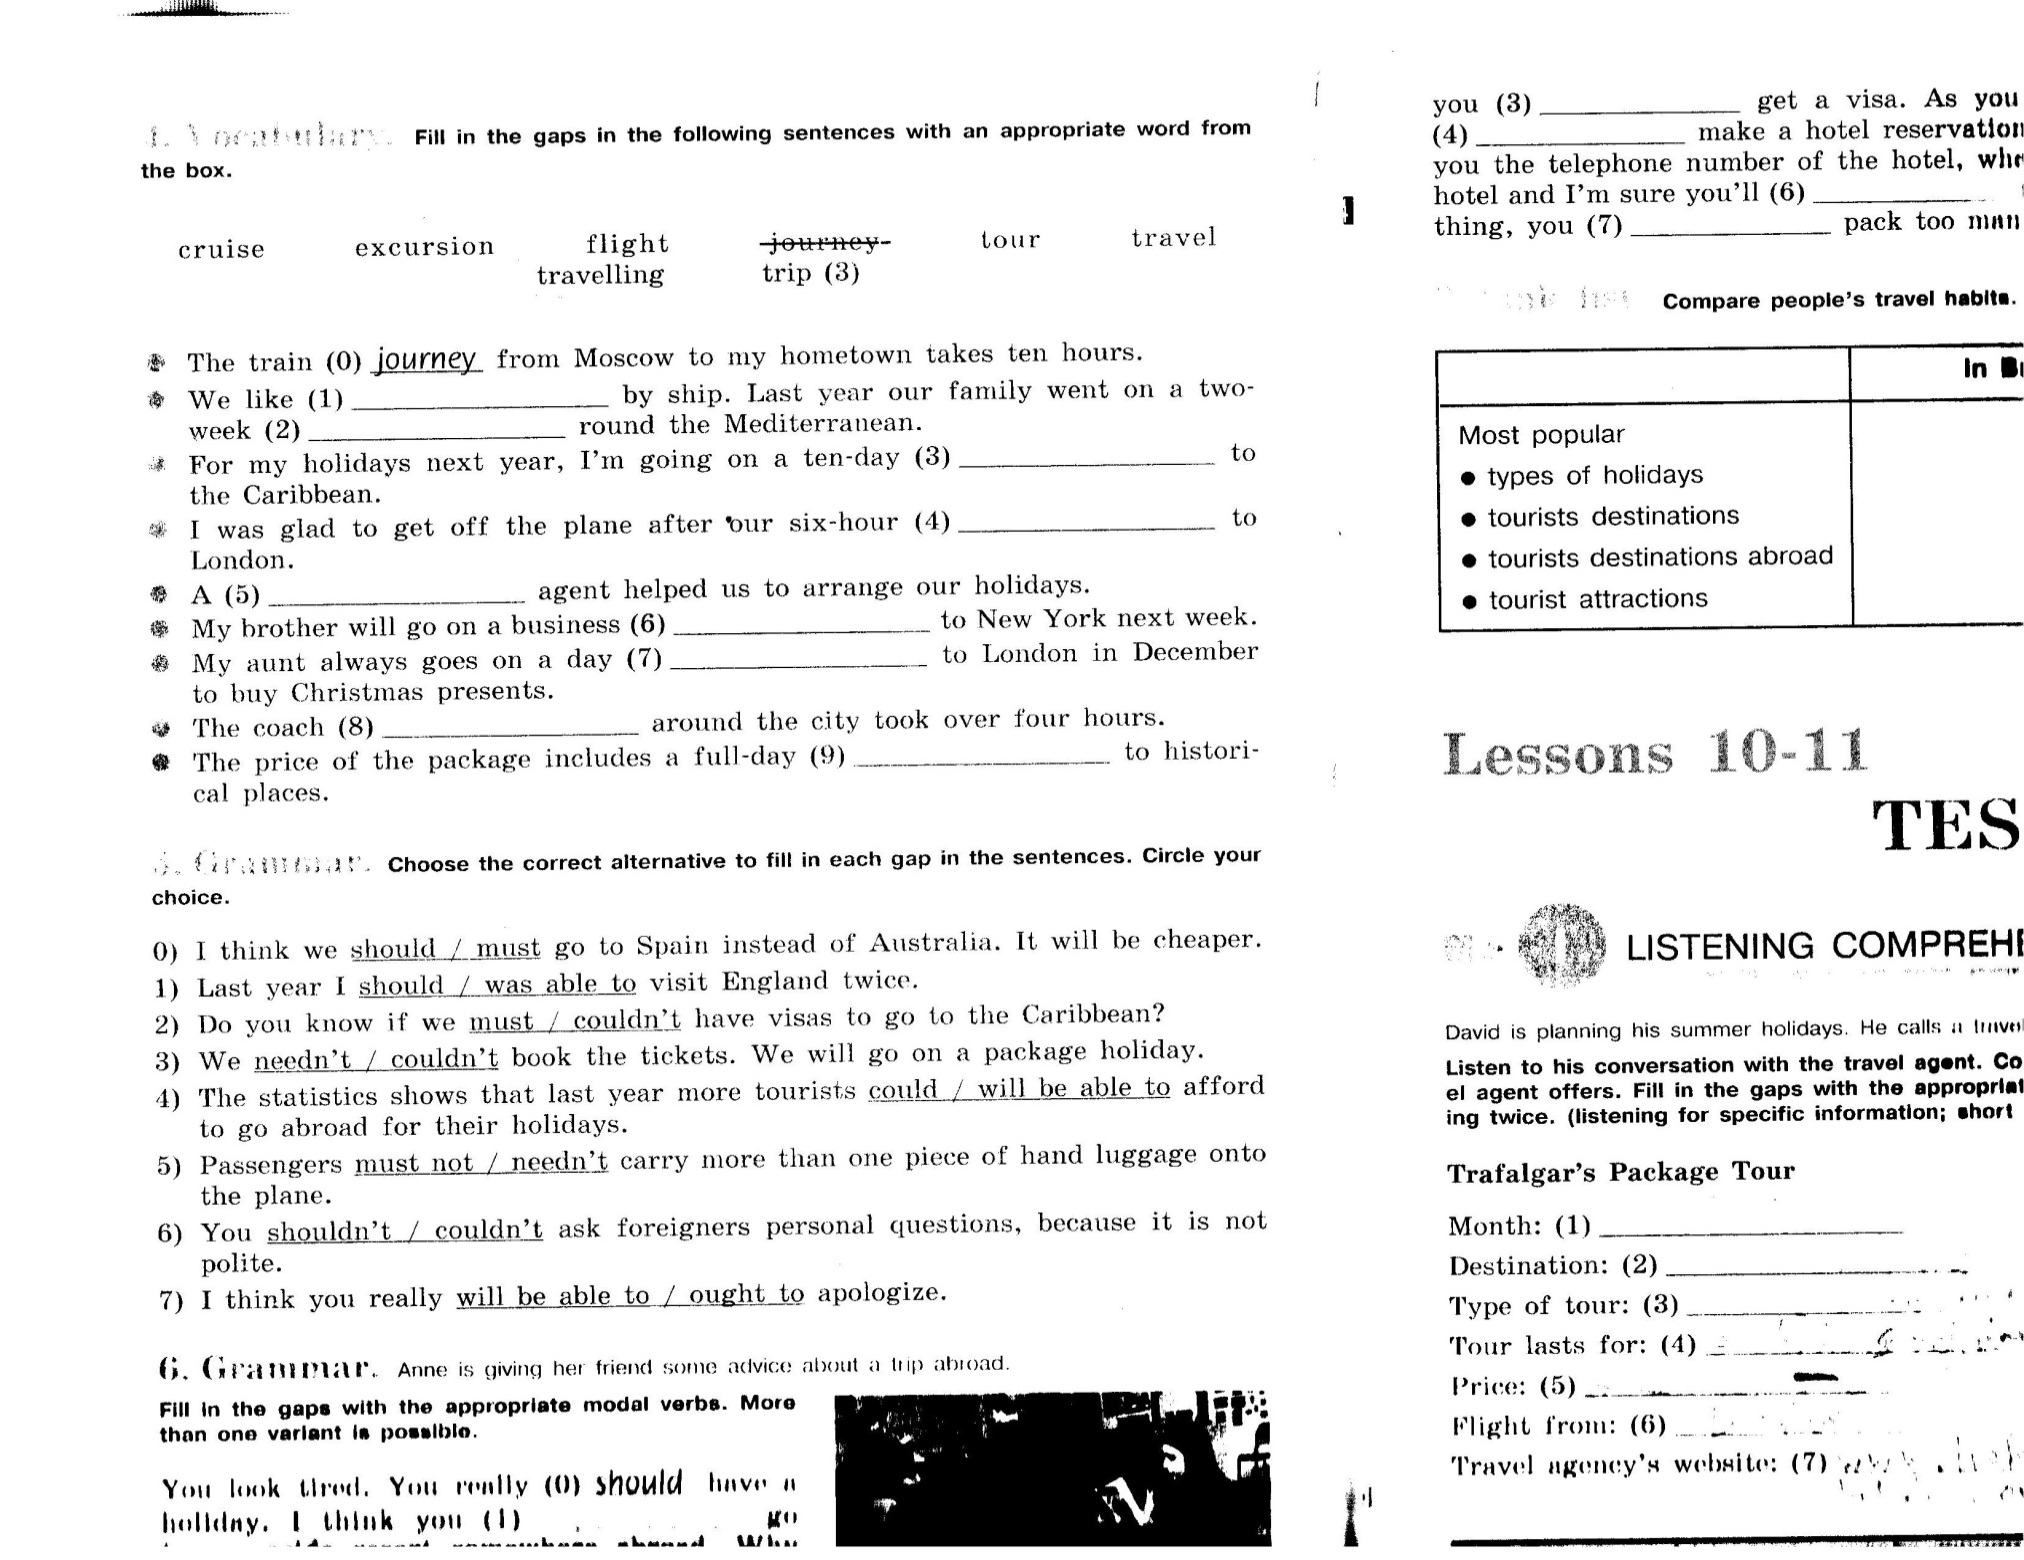 4. Vocabulary. Fill in the gaps in the following sentences with an appropriate word from
the box.
cruise excursion flight journey tour travel
travelling trip (3)
The train (0) journey from Moscow to my hometown takes ten hours.
We like (1) ______ by ship. Last year our family went on a two-
week (2) ______ round the Mediterranean.
For my holidays next year, I'm going on a ten-day (3) ______ to
the Caribbean.
I was glad to get off the plane after our six-hour (4) ______ to
London.
A (5) ______ agent helped us to arrange our holidays.
My brother will go on a business (6) ______ to New York next week.
My aunt always goes on a day (7) ______ to London in December
to buy Christmas presents.
The coach (8) ______ around the city took over four hours.
The price of the package includes a full-day (9) ______ to histori-
cal places.
5. Grammar. Choose the correct alternative to fill in each gap in the sentences. Circle your
choice.
0) I think we should / must go to Spain instead of Australia. It will be cheaper.
1) Last year I should / was able to visit England twice.
2) Do you know if we must / couldn't have visas to go to the Caribbean?
3) We needn't / couldn't book the tickets. We will go on a package holiday.
4) The statistics shows that last year more tourists could / will be able to afford
to go abroad for their holidays.
5) Passengers must not / needn't carry more than one piece of hand luggage onto
the plane.
6) You shouldn't / couldn't ask foreigners personal questions, because it is not
polite.
7) I think you really will be able to / ought to apologize.
6. Grammar. Anne is giving her friend some advice about a trip abroad.
Fill in the gaps with the appropriate modal verbs. More
than one variant is possible.
You look tired. You really (0) should have a
holiday. I think you (1) ______ go
you (3) ______ get a visa. As you
(4) ______ make a hotel reservation
you the telephone number of the hotel,
hotel and I'm sure you'll (6) ______
thing, you (7) ______ pack too
Compare people's travel habits.
In
Most popular
● types of holidays
● tourists destinations
● tourists destinations abroad
● tourist attractions
Lessons 10-11
TES
LISTENING COMPREHE
David is planning his summer holidays. He calls a
Listen to his conversation with the travel agent. Co
el agent offers. Fill in the gaps with the appropriat
ing twice. (listening for specific information; short
Trafalgar's Package Tour
Month: (1) ______
Destination: (2) ______
Type of tour: (3) ______
Tour lasts for: (4) ______
Price: (5) ______
Flight from: (6) ______
Travel agency's website: (7)